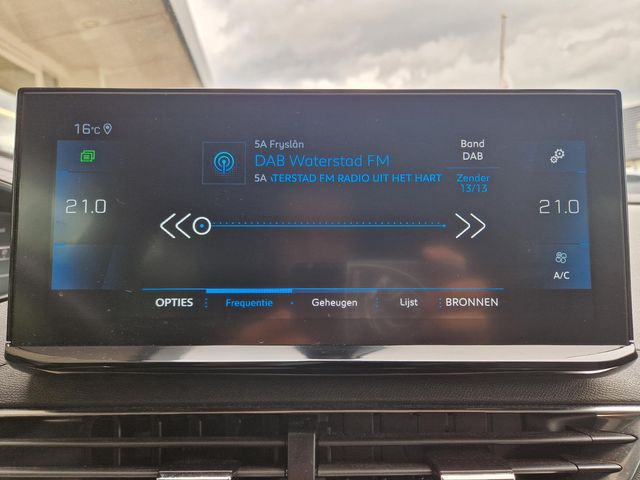 16°C
5A Fryslân
DAB Waterstad FM
5A TERSTAD FM RADIO UIT HET HART
Band
DAB
Zender
13/13
21.0
21.0
A/C
OPTIES
Frequentie
Geheugen
Lijst
BRONNEN